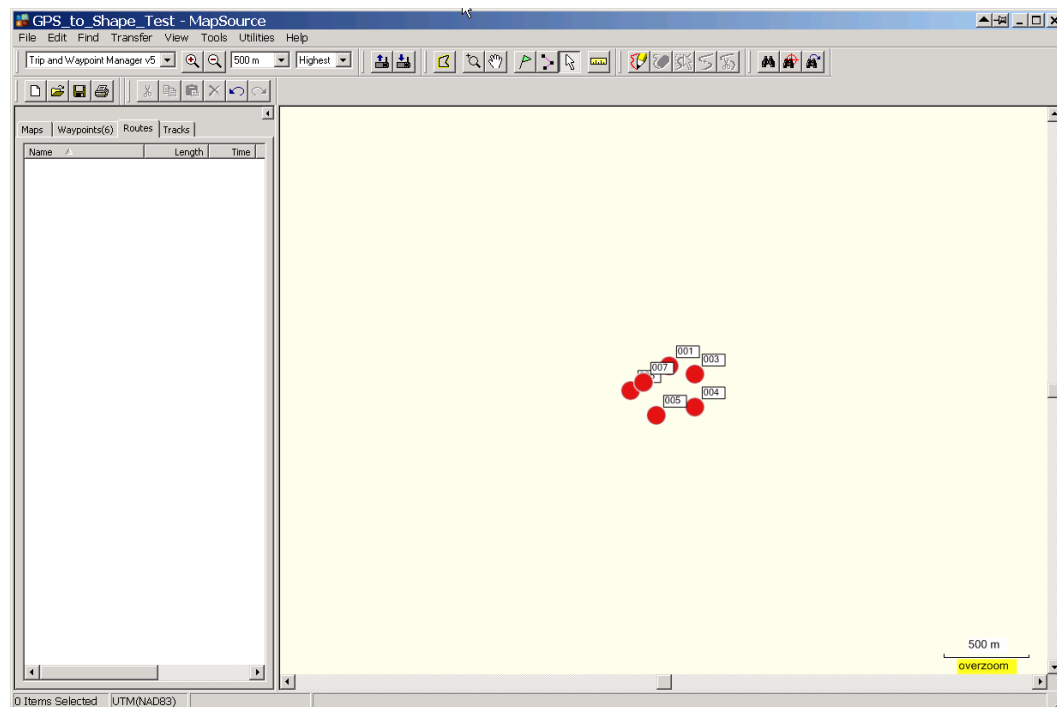 GPS_to_Shape_Test - MapSource
File Edit Find Transfer View Tools Utilities Help
Trip and Waypoint Manager v5 500 m Highest
Maps Waypoints(6) Routes Tracks
Name Length Time
001
003
007
004
005
500 m
overzoom
0 Items Selected UTM(NAD83)